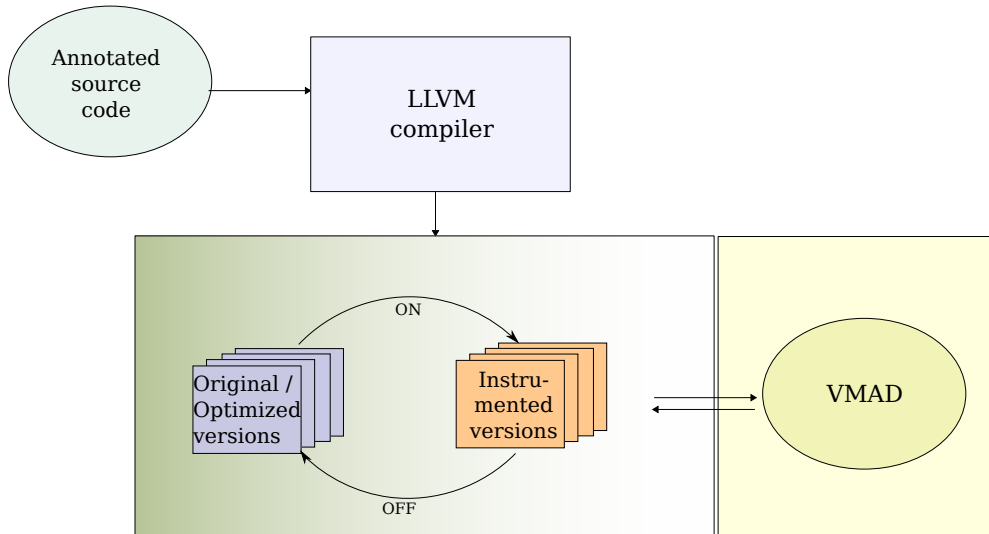 Annotated
source
code
LLVM
compiler
ON
Original /
Optimized
versions
Instru-
mented
versions
OFF
VMAD